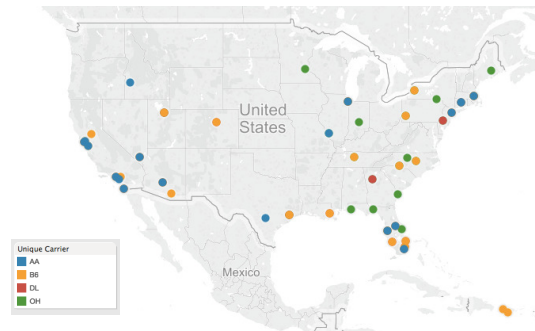 United
States
Mexico
Unique Carrier
AA
B6
DL
OH